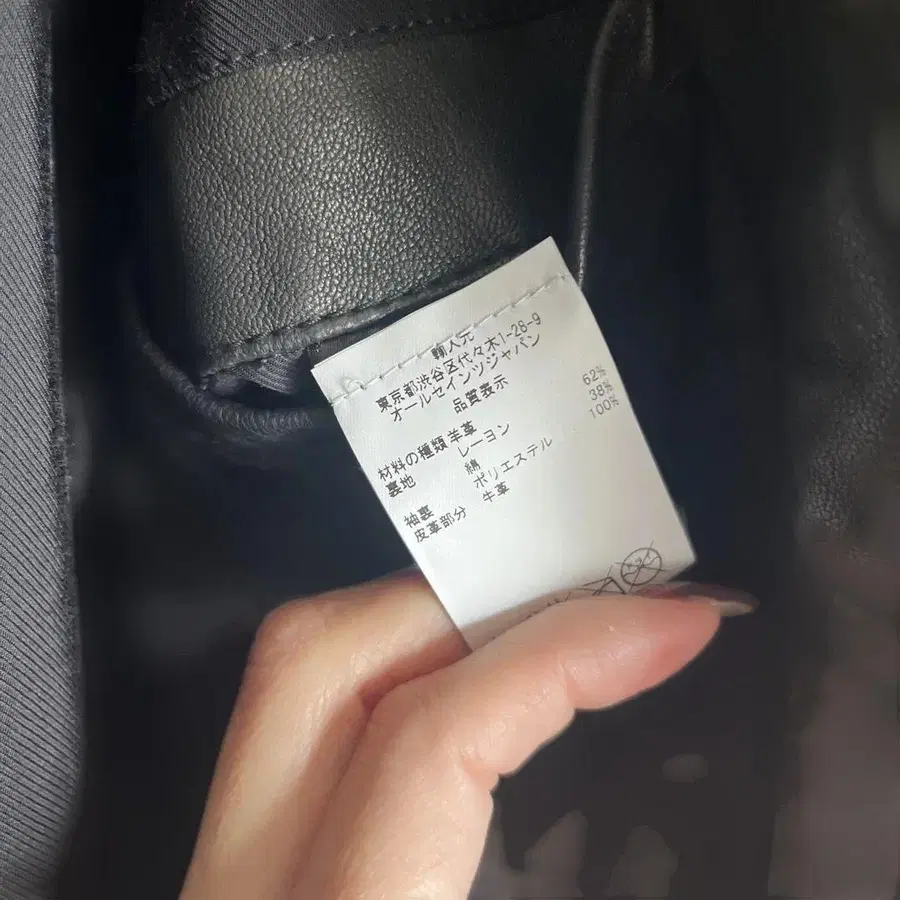 輸入元
東京都渋谷区代々木1-28-9
オールセインツジャパン
品質表示
材料の種類 羊革
裏地 レーヨン 62%
綿 38%
袖裏 ポリエステル 100%
皮革部分 牛革
ドライ